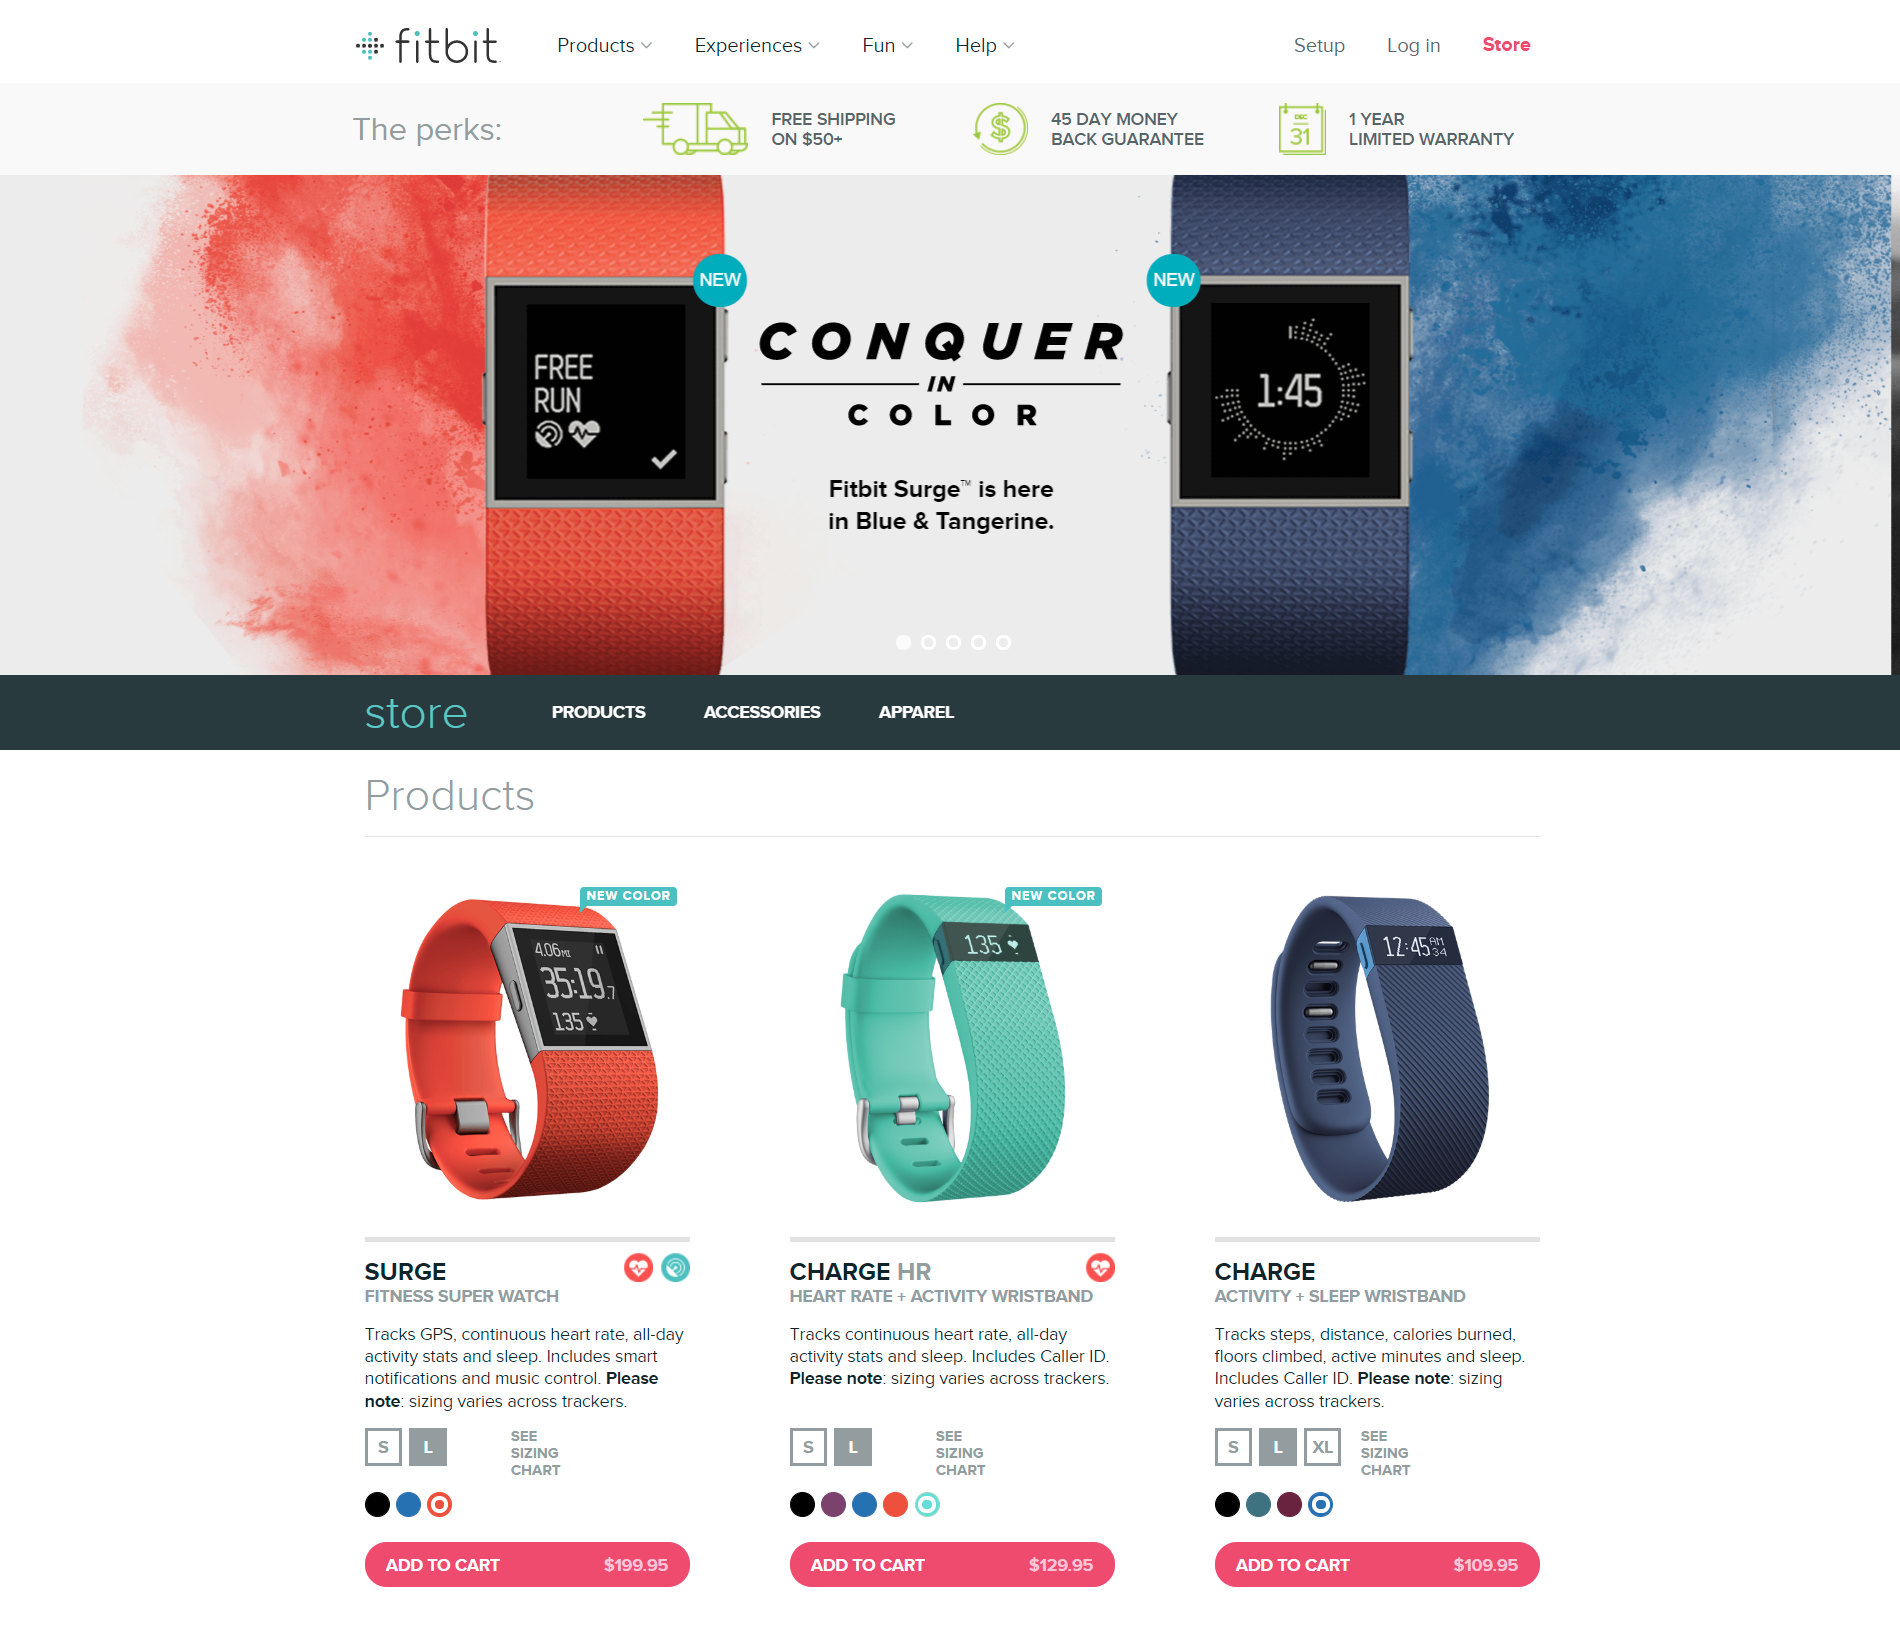 fitbit
Products
Experiences
Fun
Help
Setup
Log in
Store
The perks:
FREE SHIPPING
ON $50+
45 DAY MONEY
BACK GUARANTEE
DEC
31
1 YEAR
LIMITED WARRANTY
FREE
RUN
NEW
CONQUER
IN
COLOR
Fitbit Surge™ is here
in Blue & Tangerine.
NEW
1:45
store
PRODUCTS
ACCESSORIES
APPAREL
Products
NEW COLOR
4.06MI
35:19.7
135
NEW COLOR
135
12:45AM
34
SURGE
FITNESS SUPER WATCH
Tracks GPS, continuous heart rate, all-day
activity stats and sleep. Includes smart
notifications and music control. Please
note: sizing varies across trackers.
S L
SEE
SIZING
CHART
ADD TO CART $199.95
CHARGE HR
HEART RATE + ACTIVITY WRISTBAND
Tracks continuous heart rate, all-day
activity stats and sleep. Includes Caller ID.
Please note: sizing varies across trackers.
S L
SEE
SIZING
CHART
ADD TO CART $129.95
CHARGE
ACTIVITY + SLEEP WRISTBAND
Tracks steps, distance, calories burned,
floors climbed, active minutes and sleep.
Includes Caller ID. Please note: sizing
varies across trackers.
S L XL
SEE
SIZING
CHART
ADD TO CART $109.95